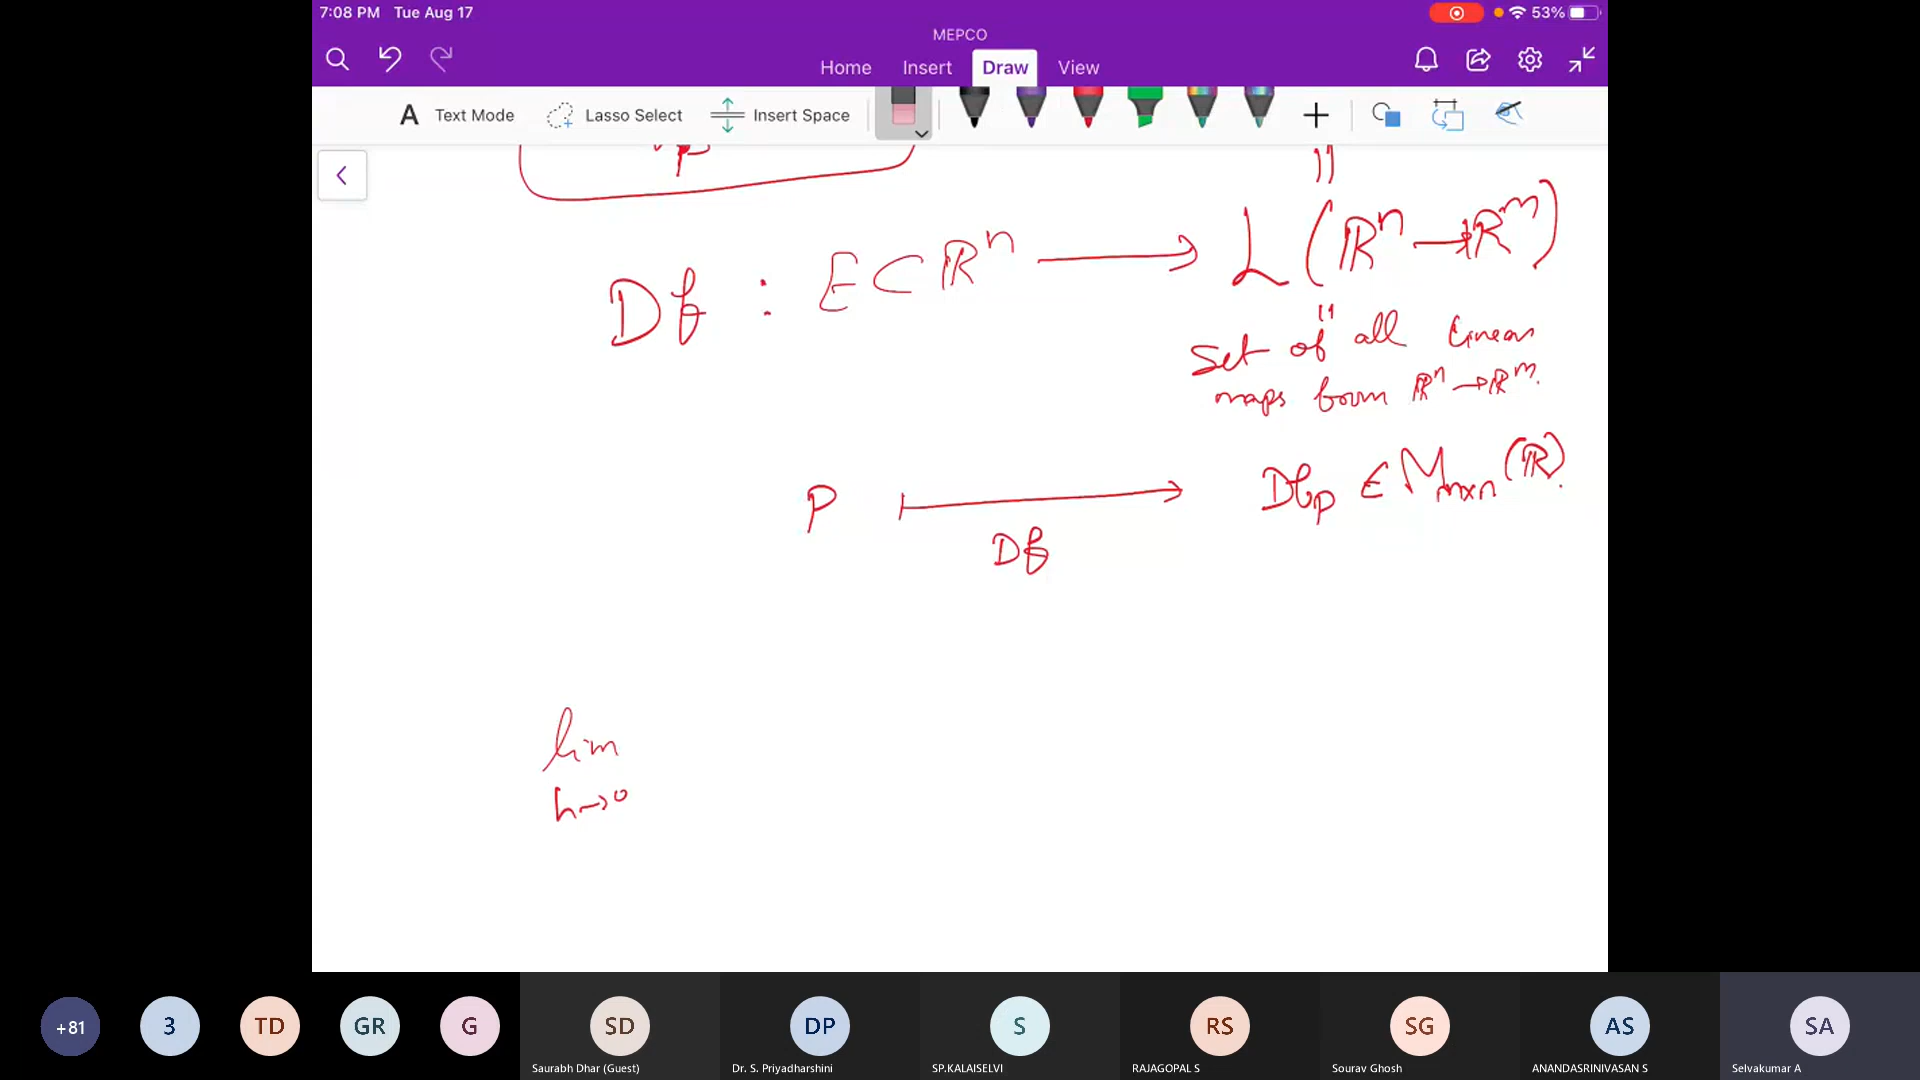 7:08 PM Tue Aug 17
53%
MEPCO
Home Insert Draw View
A Text Mode Lasso Select Insert Space
p
Df : E ⊂ ℝⁿ ⟶ L (ℝⁿ → ℝᵐ)
Set of all linear
maps from ℝⁿ → ℝᵐ.
p ⟼ Df_p ∈ M_{m×n}(ℝ).
Df
lim
h→0
+81 3 TD GR G SD DP S RS SG AS SA
Saurabh Dhar (Guest) Dr. S. Priyadharshini SP.KALAISELVI RAJAGOPAL S Sourav Ghosh ANANDASRINIVASAN S Selvakumar A